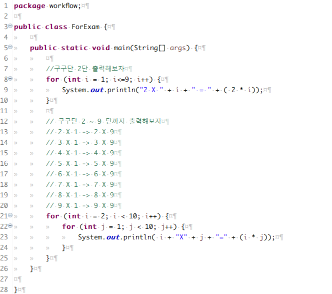 1 package workflow;
2
3 public class ForExam {
4
5 public static void main(String[] args) {
6
7 //구구단 2단 출력해보자
8 for (int i = 1; i<=9; i++) {
9 System.out.println("2 X " + i + " = " + (2 * i));
10 }
11
12 // 구구단 2 ~ 9 단까지 출력해보시오
13 // 2 X 1 -> 2 X 9
14 // 3 X 1 -> 3 X 9
15 // 4 X 1 -> 4 X 9
16 // 5 X 1 -> 5 X 9
17 // 6 X 1 -> 6 X 9
18 // 7 X 1 -> 7 X 9
19 // 8 X 1 -> 8 X 9
20 // 9 X 1 -> 9 X 9
21 for (int i = 2; i < 10; i++) {
22 for (int j = 1; j < 10; j++) {
23 System.out.println( i + "X" + j + "=" + (i * j));
24 }
25 }
26 }
27
28 }